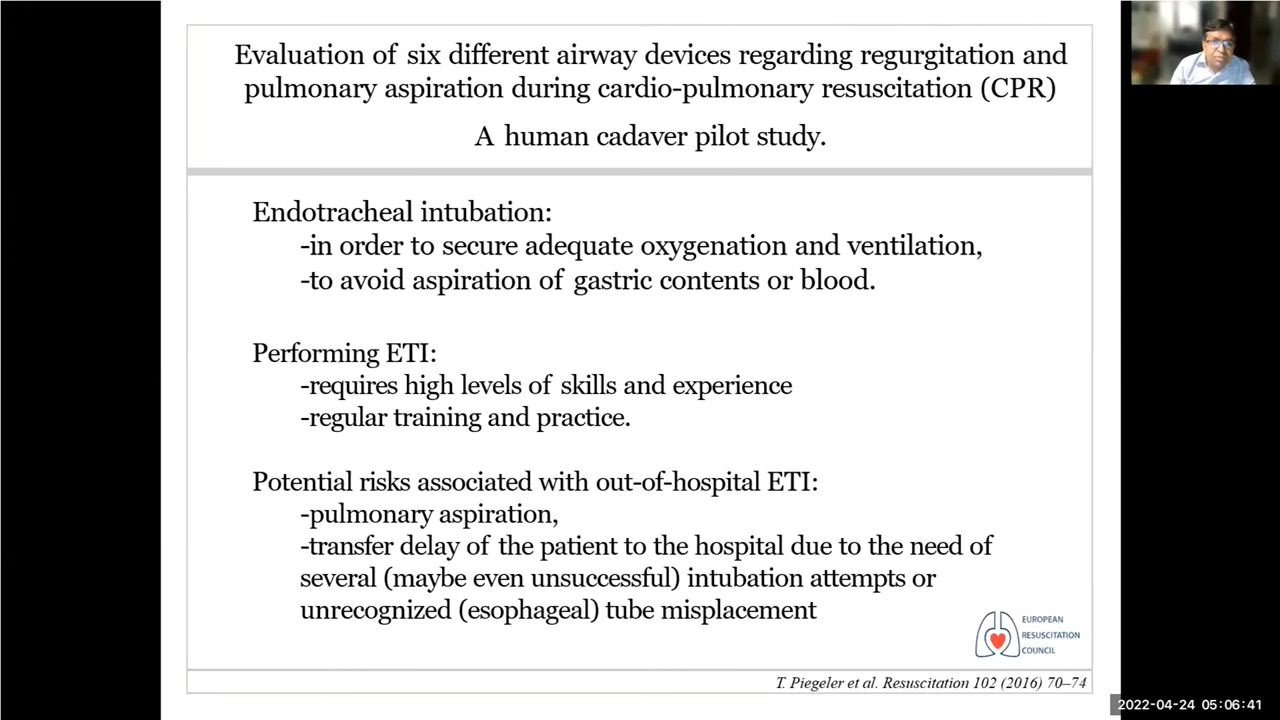 Evaluation of six different airway devices regarding regurgitation and
pulmonary aspiration during cardio-pulmonary resuscitation (CPR)
A human cadaver pilot study.
Endotracheal intubation:
-in order to secure adequate oxygenation and ventilation,
-to avoid aspiration of gastric contents or blood.
Performing ETI:
-requires high levels of skills and experience
-regular training and practice.
Potential risks associated with out-of-hospital ETI:
-pulmonary aspiration,
-transfer delay of the patient to the hospital due to the need of
several (maybe even unsuccessful) intubation attempts or
unrecognized (esophageal) tube misplacement
EUROPEAN
RESUSCITATION
COUNCIL
T. Piegeler et al. Resuscitation 102 (2016) 70–74
2022-04-24 05:06:41